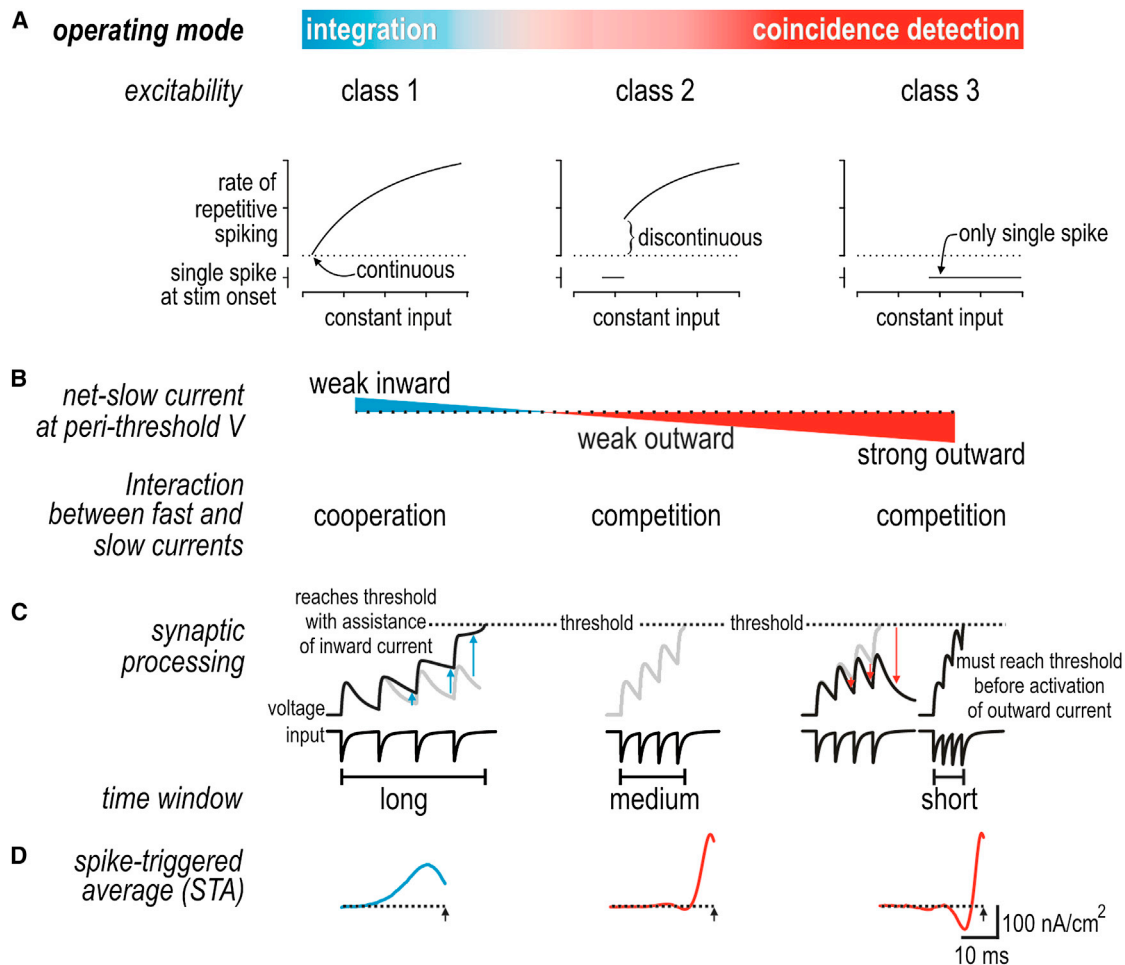 A
operating mode
integration
coincidence detection
excitability
class 1
class 2
class 3
rate of
repetitive
spiking
continuous
discontinuous
only single spike
single spike
at stim onset
constant input
constant input
constant input
B
net-slow current
at peri-threshold V
weak inward
weak outward
strong outward
Interaction
between fast and
slow currents
cooperation
competition
competition
C
synaptic
processing
reaches threshold
with assistance
of inward current
threshold
threshold
must reach threshold
before activation
of outward current
voltage
input
time window
long
medium
short
D
spike-triggered
average (STA)
100 nA/cm²
10 ms